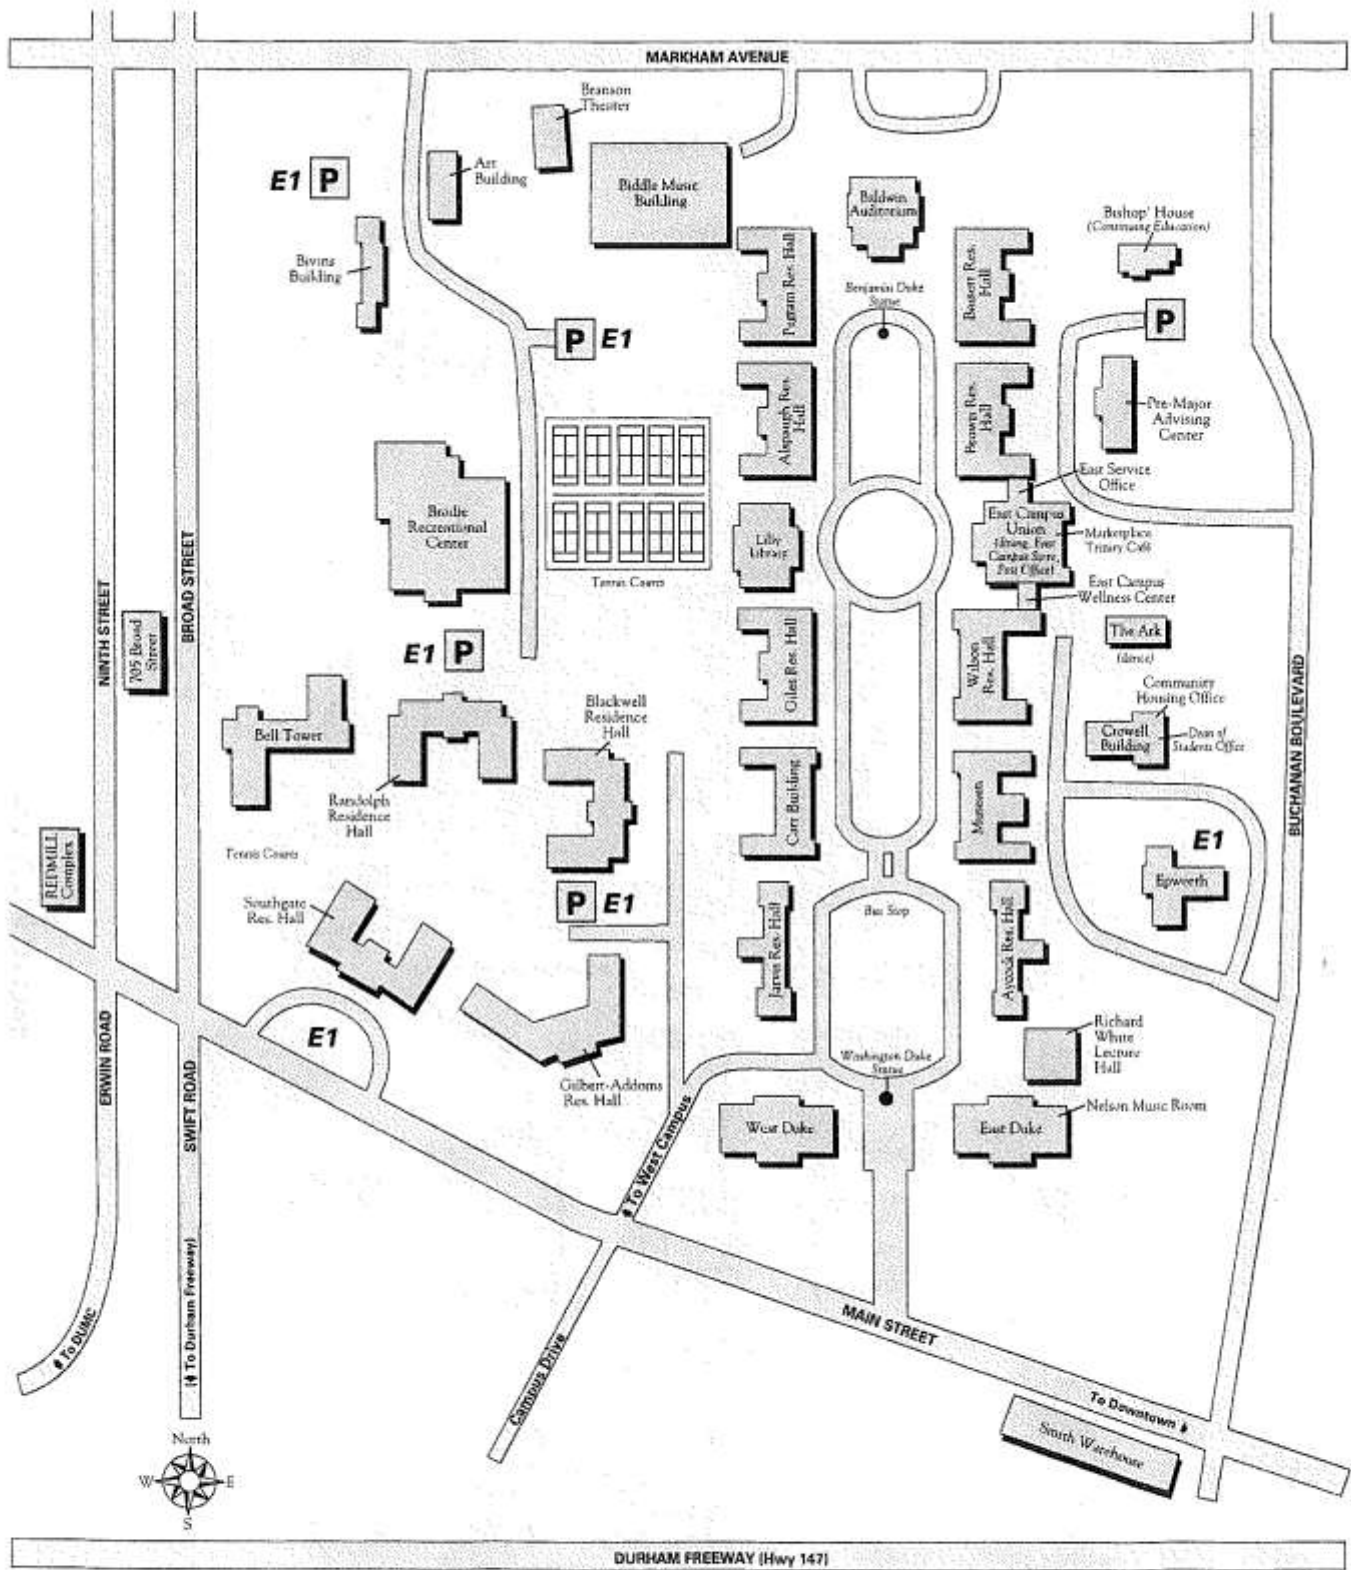 MARKHAM AVENUE
Branson
Theater
Art
Building
E1 P
Biddle Music
Building
Baldwin
Auditorium
Bishop' House
(Continuing Education)
Bivins
Building
Pegram Res. Hall
Bassett Res.
Hall
Benjamin Duke
Statue
P E1
P
Alspaugh Res.
Hall
Brown Res.
Hall
Pre-Major
Advising
Center
East Service
Office
Brodie
Recreational
Center
Lilly
Library
East Campus
Union
(dining, East
Campus Store,
Post Office)
Marketplace
Trinity Café
Tennis Courts
East Campus
Wellness Center
NINTH STREET
BROAD STREET
705 Broad
Street
E1 P
Giles Res. Hall
Wilson
Res. Hall
The Ark
(dance)
BUCHANAN BOULEVARD
Community
Housing Office
Blackwell
Residence
Hall
Bell Tower
Crowell
Building
Dean of
Students Office
Randolph
Residence
Hall
Carr Building
Museum
REDMILL
Complex
Tennis Courts
E1
Epworth
Southgate
Res. Hall
P E1
Bus Stop
Jarvis Res. Hall
Aycock Res. Hall
ERWIN ROAD
SWIFT ROAD
E1
Richard
White
Lecture
Hall
Washington Duke
Statue
Gilbert-Addoms
Res. Hall
To West Campus
West Duke
East Duke
Nelson Music Room
To DUMC
(To Durham Freeway)
Campus Drive
MAIN STREET
To Downtown
Smith Warehouse
North
W E
S
DURHAM FREEWAY (Hwy 147)